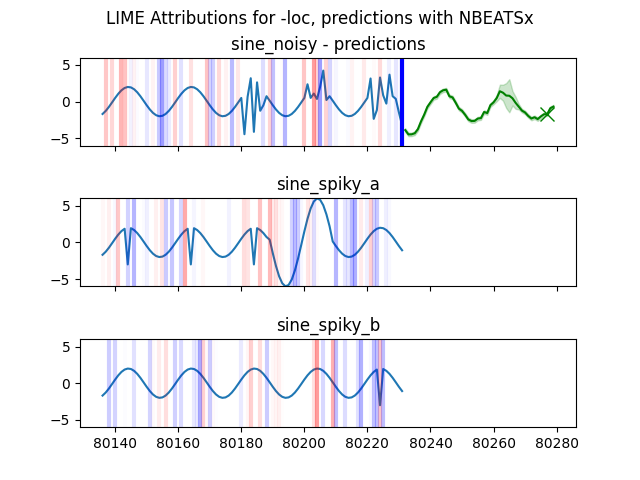 LIME Attributions for -loc, predictions with NBEATSx
sine_noisy - predictions
5
0
−5
sine_spiky_a
5
0
−5
sine_spiky_b
5
0
−5
80140 80160 80180 80200 80220 80240 80260 80280